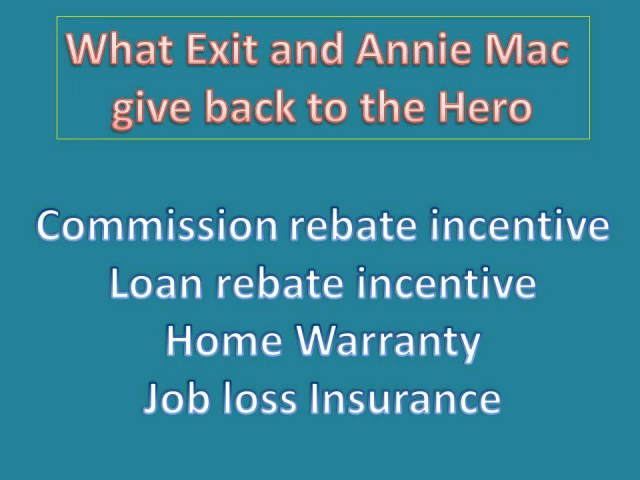 What Exit and Annie Mac
give back to the Hero
Commission rebate incentive
Loan rebate incentive
Home Warranty
Job loss Insurance